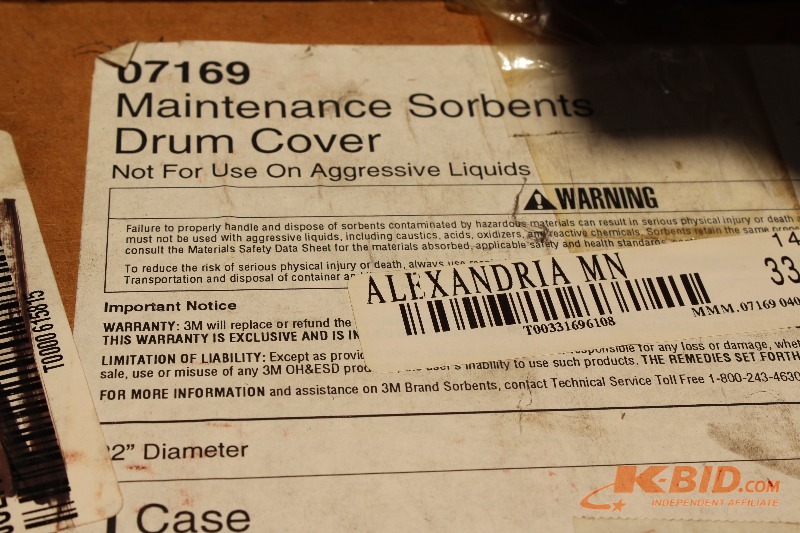 07169
Maintenance Sorbents
Drum Cover
Not For Use On Aggressive Liquids
WARNING
Failure to properly handle and dispose of sorbents contaminated by hazardous materials can result in serious physical injury or death
must not be used with aggressive liquids, including caustics, acids, oxidizers, any reactive chemicals. Sorbents retain the same
consult the Materials Safety Data Sheet for the materials absorbed, applicable safety and health standards
To reduce the risk of serious physical injury or death, always
Transportation and disposal of container
ALEXANDRIA MN
T00331696108
14
33
MMM.07169 040
Important Notice
WARRANTY: 3M will replace or refund the
THIS WARRANTY IS EXCLUSIVE AND IS IN
LIMITATION OF LIABILITY: Except as provi for any loss or damage,
sale, use or misuse of any 3M OH&ESD inability to use such products. THE REMEDIES SET FORTH
FOR MORE INFORMATION and assistance on 3M Brand Sorbents, contact Technical Service Toll Free 1-800-243-4630
2" Diameter
Case
T0000 613615
K-BID.COM
INDEPENDENT AFFILIATE